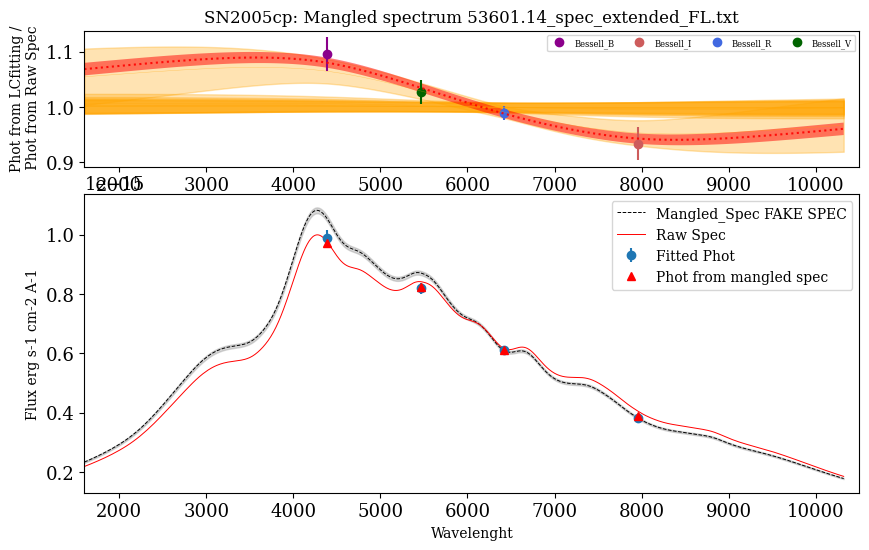 SN2005cp: Mangled spectrum 53601.14_spec_extended_FL.txt
Phot from LCfitting /
Phot from Raw Spec
1.1
1.0
0.9
Bessell_B Bessell_I Bessell_R Bessell_V
2000 3000 4000 5000 6000 7000 8000 9000 10000
1e−15
Flux erg s-1 cm-2 A-1
1.0
0.8
0.6
0.4
0.2
Mangled_Spec FAKE SPEC
Raw Spec
Fitted Phot
Phot from mangled spec
2000 3000 4000 5000 6000 7000 8000 9000 10000
Wavelenght